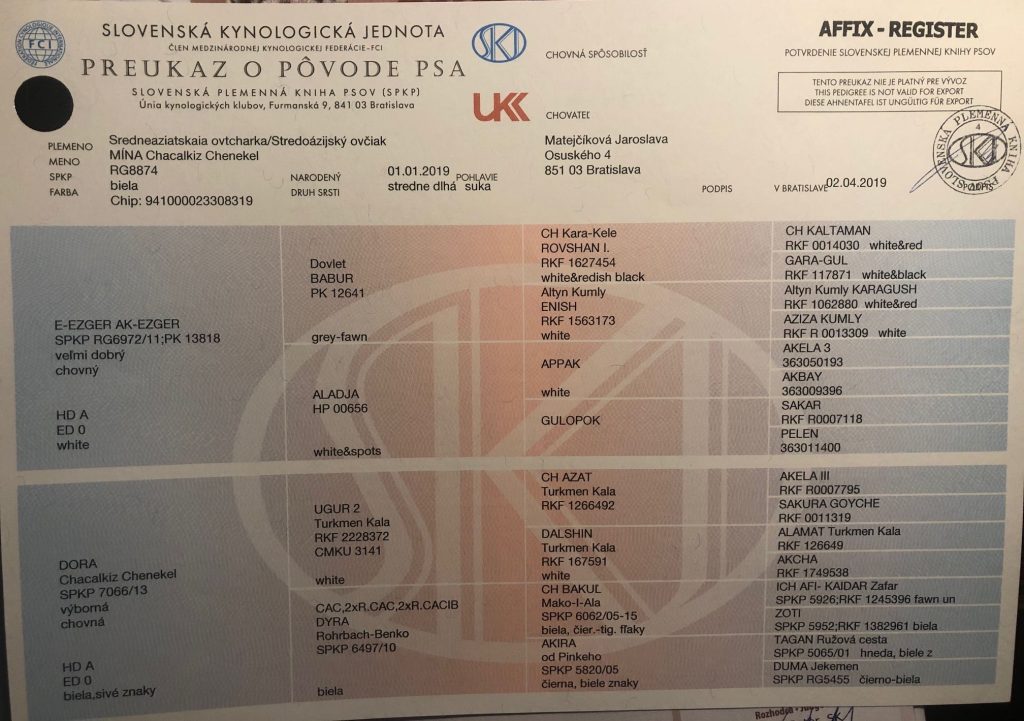 SLOVENSKÁ KYNOLOGICKÁ JEDNOTA
ČLEN MEDZINÁRODNEJ KYNOLOGICKEJ FEDERÁCIE-FCI
PREUKAZ O PÔVODE PSA
SLOVENSKÁ PLEMENNÁ KNIHA PSOV (SPKP)
Únia kynologických klubov, Furmanská 9, 841 03 Bratislava
FCI
SKJ
UKK
CHOVNÁ SPÔSOBILOSŤ
AFFIX - REGISTER
POTVRDENIE SLOVENSKEJ PLEMENNEJ KNIHY PSOV
TENTO PREUKAZ NIE JE PLATNÝ PRE VÝVOZ
THIS PEDIGREE IS NOT VALID FOR EXPORT
DIESE AHNENTAFEL IST UNGÜLTIG FÜR EXPORT
CHOVATEĽ
Matejčíková Jaroslava
Osuského 4
851 03 Bratislava
PLEMENO Sredneaziatskaia ovtcharka/Stredoázijský ovčiak
MENO MÍNA Chacalkiz Chenekel
SPKP RG8874
NARODENÝ 01.01.2019 POHLAVIE
FARBA biela
DRUH SRSTI stredne dlhá suka
Chip: 941000023308319
PODPIS
V BRATISLAVE 02.04.2019
SLOVENSKÁ PLEMENNÁ KNIHA PSOV
4
SKJ
E-EZGER AK-EZGER
SPKP RG6972/11;PK 13818
veľmi dobrý
chovný
HD A
ED 0
white
Dovlet
BABUR
PK 12641
grey-fawn
ALADJA
HP 00656
white&spots
CH Kara-Kele
ROVSHAN I.
RKF 1627454
white&redish black
Altyn Kumly
ENISH
RKF 1563173
white
APPAK
white
GULOPOK
CH KALTAMAN
RKF 0014030 white&red
GARA-GUL
RKF 117871 white&black
Altyn Kumly KARAGUSH
RKF 1062880 white&red
AZIZA KUMLY
RKF R 0013309 white
AKELA 3
363050193
AKBAY
363009396
SAKAR
RKF R0007118
PELEN
363011400
DORA
Chacalkiz Chenekel
SPKP 7066/13
výborná
chovná
HD A
ED 0
biela,sivé znaky
UGUR 2
Turkmen Kala
RKF 2228372
CMKU 3141
white
CAC,2xR.CAC,2xR.CACIB
DYRA
Rohrbach-Benko
SPKP 6497/10
biela
CH AZAT
Turkmen Kala
RKF 1266492
DALSHIN
Turkmen Kala
RKF 167591
white
CH BAKUL
Mako-I-Ala
SPKP 6062/05-15
biela, čier.-tig. fľaky
AKIRA
od Pinkeho
SPKP 5820/05
čierna, biele znaky
AKELA III
RKF R0007795
SAKURA GOYCHE
RKF 0011319
ALAMAT Turkmen Kala
RKF 126649
AKCHA
RKF 1749538
ICH AFI- KAIDAR Zafar
SPKP 5926;RKF 1245396 fawn un
ZOTI
SPKP 5952;RKF 1382961 biela
TAGAN Ružová cesta
SPKP 5065/01 hneda, biele z
DUMA Jekemen
SPKP RG5455 čierno-biela